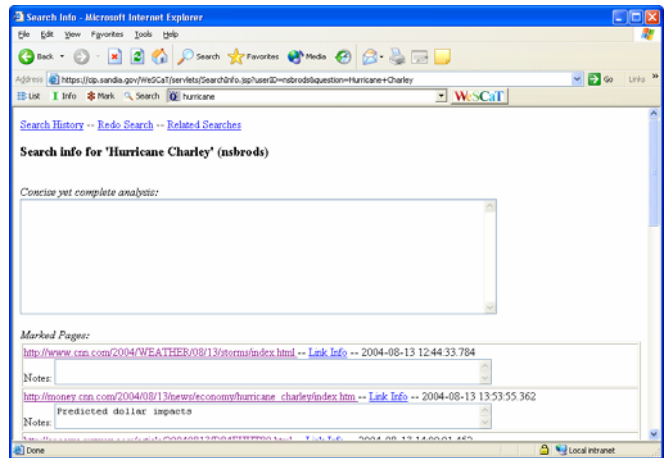 Search Info - Microsoft Internet Explorer
File Edit View Favorites Tools Help
Back Search Favorites Media
Address https://cip.sandia.gov/WeSCaT/servlets/SearchInfo.jsp?userID=nsbrods&question=Hurricane+Charley Go Links »
List Info Mark Search hurricane WeSCaT
Search History -- Redo Search -- Related Searches
Search info for 'Hurricane Charley' (nsbrods)
Concise yet complete analysis:
Marked Pages:
http://www.cnn.com/2004/WEATHER/08/13/storms/index.html -- Link Info -- 2004-08-13 12:44:33.784
Notes:
http://money.cnn.com/2004/08/13/news/economy/hurricane_charley/index.htm -- Link Info -- 2004-08-13 13:53:55.362
Predicted dollar impacts
Notes:
Done Local intranet